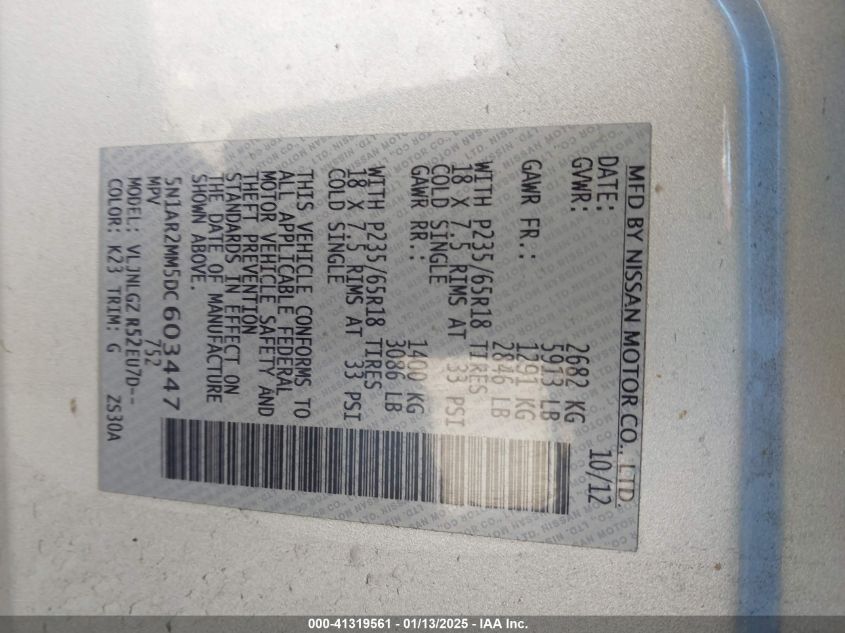 MFD BY NISSAN MOTOR CO., LTD.
DATE: 10/12
GVWR: 2682 KG
5913 LB
GAWR FR.: 1291 KG
2846 LB
WITH P235/65R18 TIRES
18 X 7.5 RIMS AT 33 PSI
COLD SINGLE
GAWR RR.: 1400 KG
3086 LB
WITH P235/65R18 TIRES
18 X 7.5 RIMS AT 33 PSI
COLD SINGLE
THIS VEHICLE CONFORMS TO
ALL APPLICABLE FEDERAL
MOTOR VEHICLE SAFETY AND
THEFT PREVENTION
STANDARDS IN EFFECT ON
THE DATE OF MANUFACTURE
SHOWN ABOVE.
5N1AR2MM5DC603447
MPV 752
MODEL: VLJNLGZ R52EU7D--
COLOR: K23 TRIM: G ZS30A
000-41319561 - 01/13/2025 - IAA Inc.